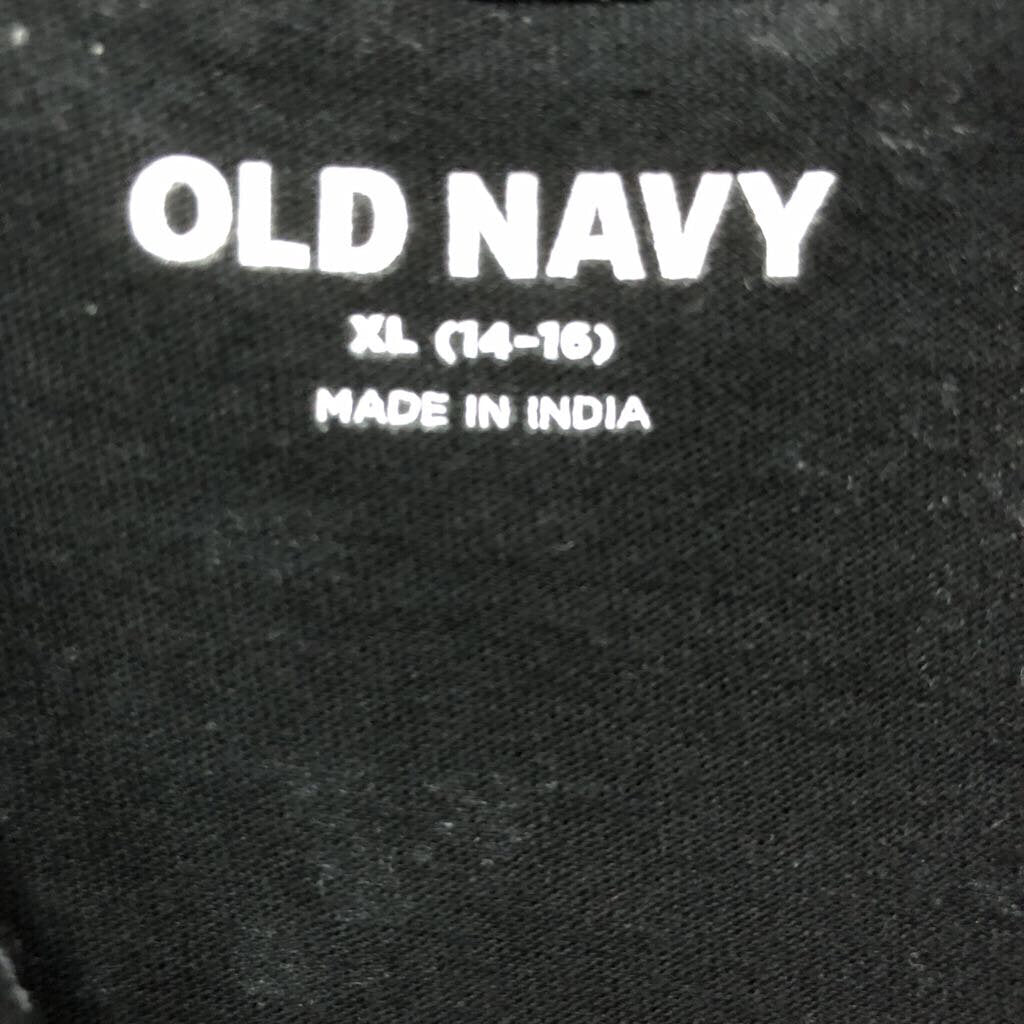 OLD NAVY
XL (14-16)
MADE IN INDIA